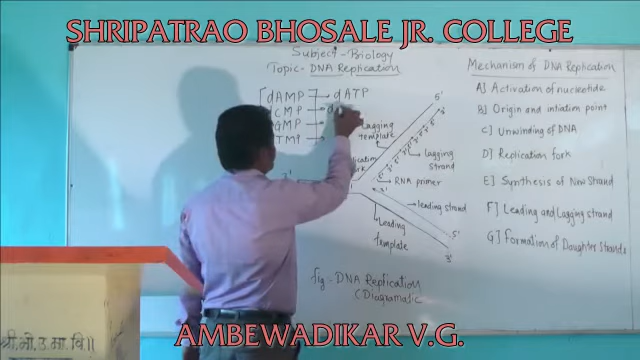 SHRIPATRAO BHOSALE JR. COLLEGE
Subject - Biology
Topic - DNA Replication
dAMP → dATP
dCMP → d
GMP
TMP
Lagging
template
5'
3'
lagging
strand
RNA primer
leading strand
Leading
template
5'
3'
3'
fig - DNA Replication
(Diagramatic
Mechanism of DNA Replication
A] Activation of nucleotide
B] Origin and intiation point
C] Unwinding of DNA
D] Replication fork
E] Synthesis of New Strand
F] Leading and Lagging strand
G] Formation of Daughter Strands
AMBEWADIKAR V.G.